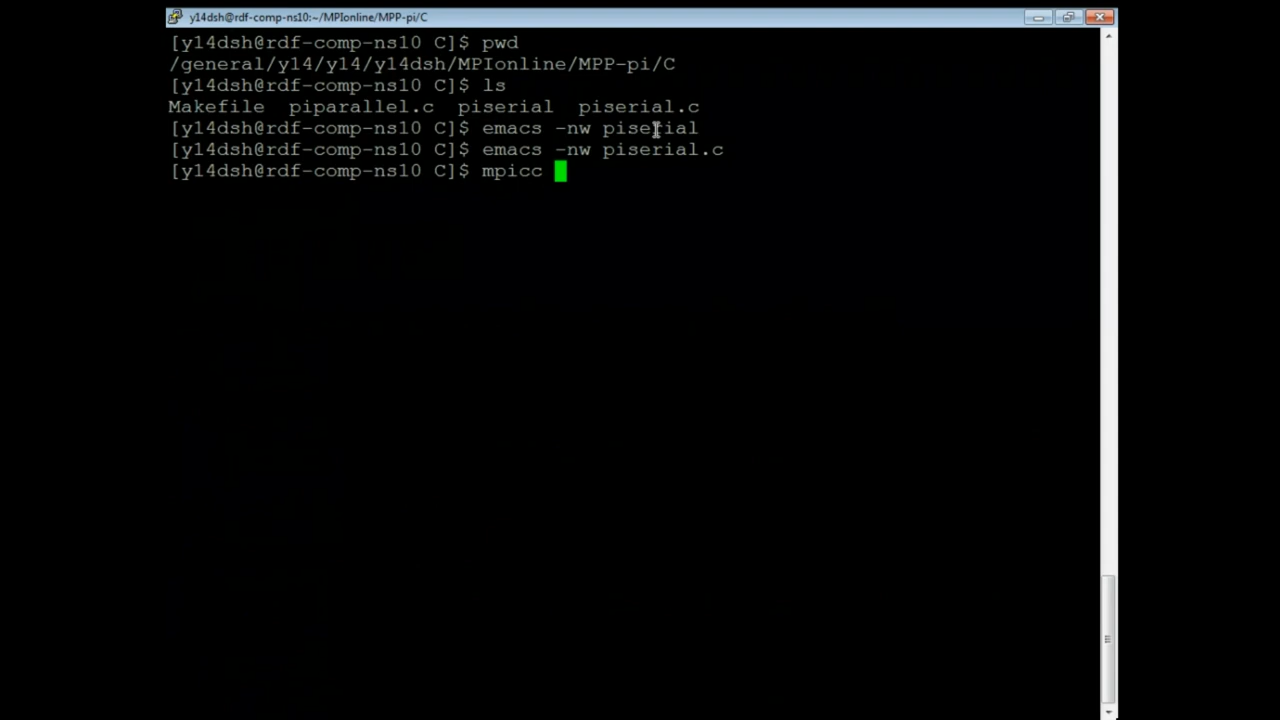 y14dsh@rdf-comp-ns10:~/MPIonline/MPP-pi/C
[y14dsh@rdf-comp-ns10 C]$ pwd
/general/y14/y14/y14dsh/MPIonline/MPP-pi/C
[y14dsh@rdf-comp-ns10 C]$ ls
Makefile  piparallel.c  piserial  piserial.c
[y14dsh@rdf-comp-ns10 C]$ emacs -nw piserial
[y14dsh@rdf-comp-ns10 C]$ emacs -nw piserial.c
[y14dsh@rdf-comp-ns10 C]$ mpicc